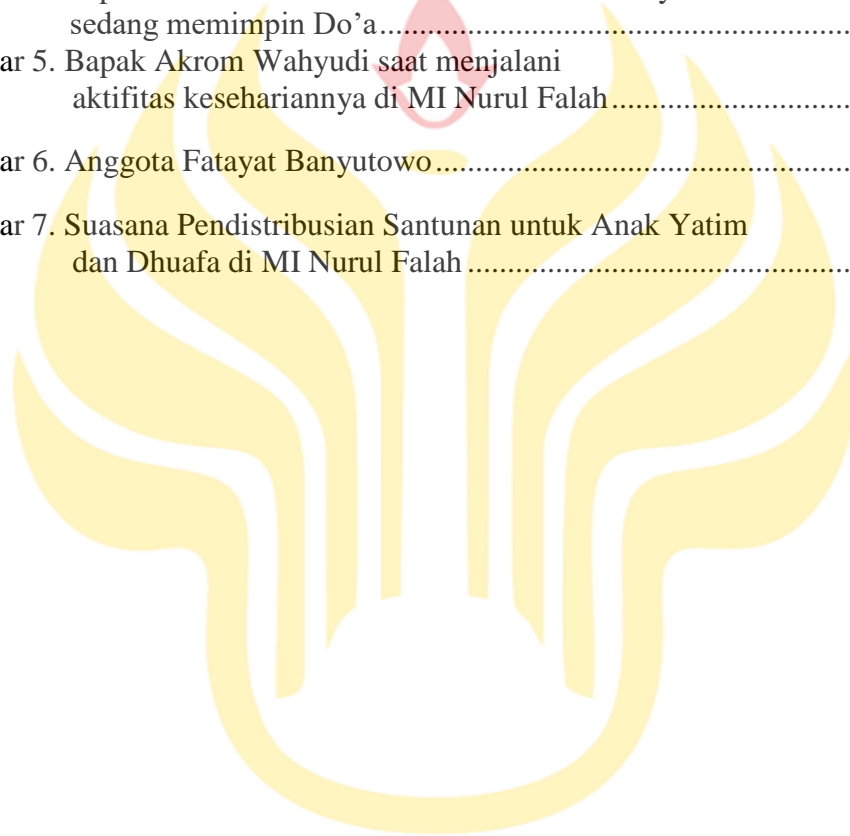 sedang memimpin Do’a..........................................................
ar 5. Bapak Akrom Wahyudi saat menjalani
aktifitas kesehariannya di MI Nurul Falah..............................
ar 6. Anggota Fatayat Banyutowo....................................................
ar 7. Suasana Pendistribusian Santunan untuk Anak Yatim
dan Dhuafa di MI Nurul Falah................................................